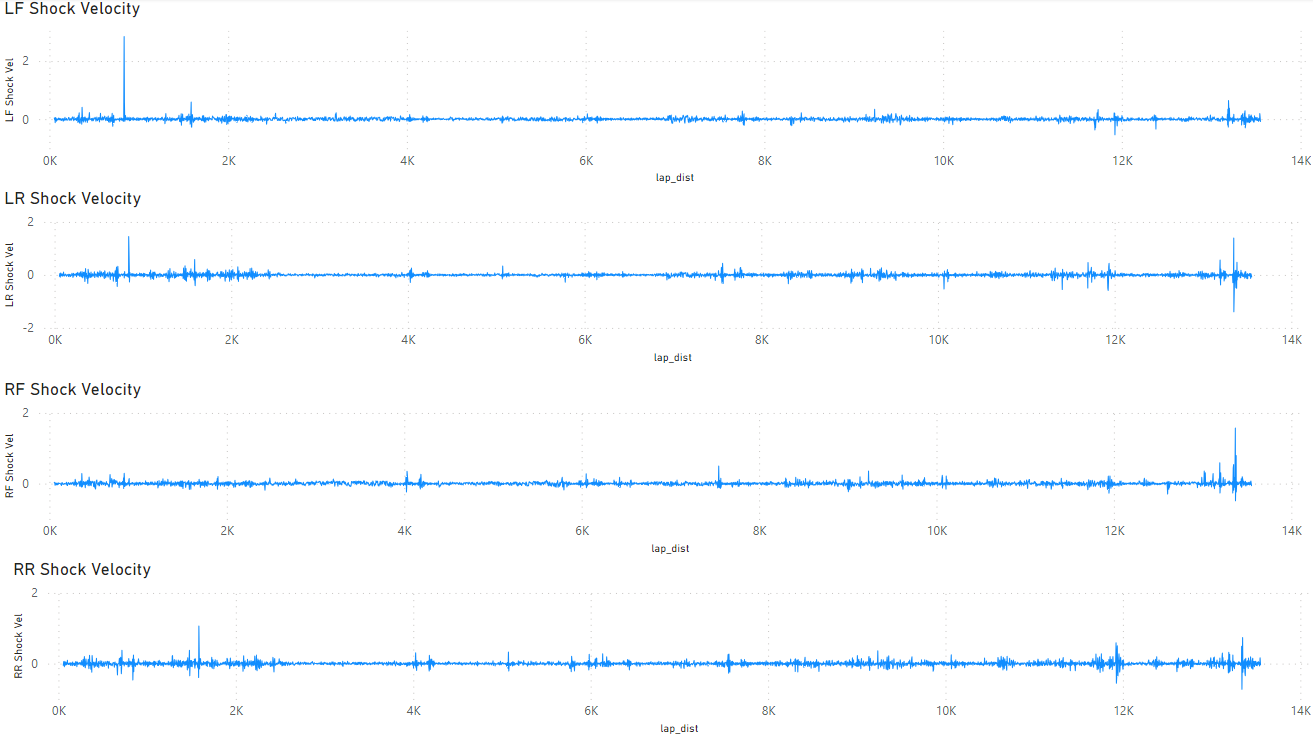 LF Shock Velocity
LF Shock Vel
2
0
0K 2K 4K 6K 8K 10K 12K 14K
lap_dist
LR Shock Velocity
LR Shock Vel
2
0
-2
0K 2K 4K 6K 8K 10K 12K 14K
lap_dist
RF Shock Velocity
RF Shock Vel
2
0
0K 2K 4K 6K 8K 10K 12K 14K
lap_dist
RR Shock Velocity
RR Shock Vel
2
0
0K 2K 4K 6K 8K 10K 12K 14K
lap_dist